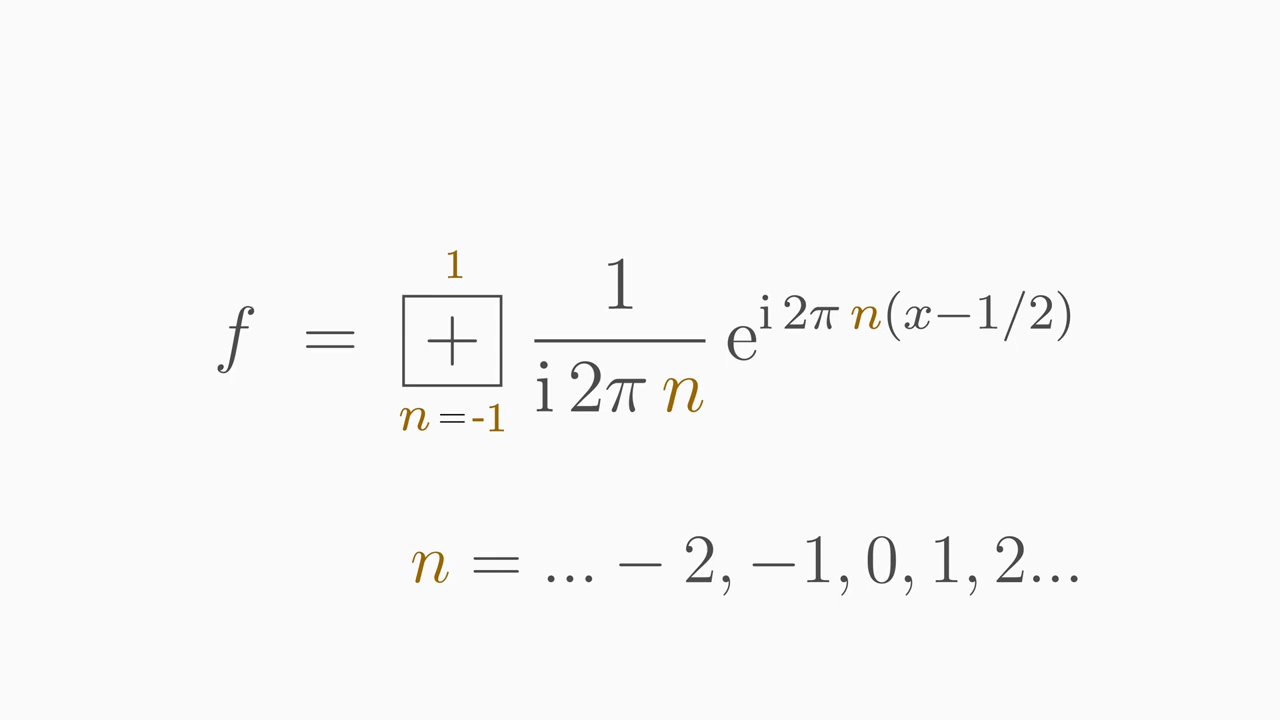 1
f = + 1 / i 2π n e^{i 2π n(x−1/2)}
n = -1
n = ... − 2, −1, 0, 1, 2...